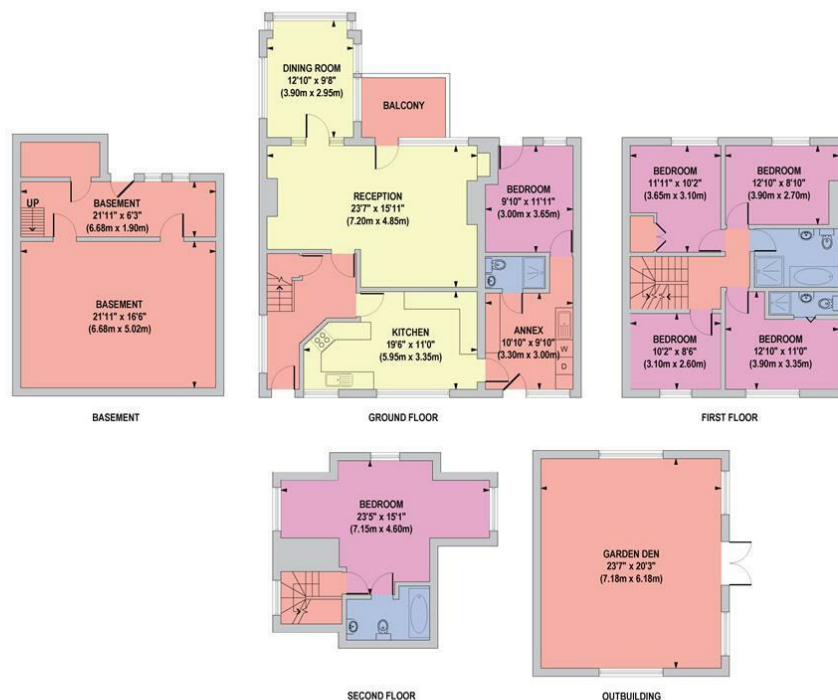 UP
BASEMENT
21'11" x 6'3"
(6.68m x 1.90m)
BASEMENT
21'11" x 16'6"
(6.68m x 5.02m)
BASEMENT
DINING ROOM
12'10" x 9'8"
(3.90m x 2.95m)
BALCONY
RECEPTION
23'7" x 15'11"
(7.20m x 4.85m)
BEDROOM
9'10" x 11'11"
(3.00m x 3.65m)
KITCHEN
19'6" x 11'0"
(5.95m x 3.35m)
ANNEX
10'10" x 9'10"
(3.30m x 3.00m)
W
D
GROUND FLOOR
BEDROOM
11'11" x 10'2"
(3.65m x 3.10m)
BEDROOM
12'10" x 8'10"
(3.90m x 2.70m)
BEDROOM
10'2" x 8'6"
(3.10m x 2.60m)
BEDROOM
12'10" x 11'0"
(3.90m x 3.35m)
FIRST FLOOR
BEDROOM
23'5" x 15'1"
(7.15m x 4.60m)
SECOND FLOOR
GARDEN DEN
23'7" x 20'3"
(7.18m x 6.18m)
OUTBUILDING